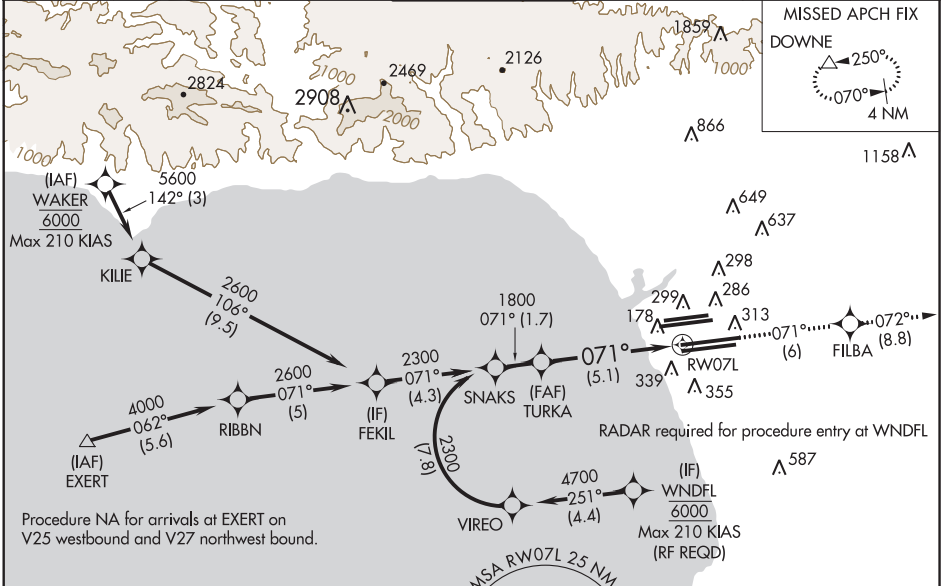 MISSED APCH FIX
DOWNE
250°
070°
4 NM
1859
1000
2126
2469
1000
2824
2908
2000
866
1158
1000
(IAF)
WAKER
6000
Max 210 KIAS
5600
142° (3)
KILIE
649
637
298
286
299
313
178
2600
106°
(9.5)
1800
071° (1.7)
071°
(6)
072°
(8.8)
FILBA
RW07L
339
355
2300
071°
(4.3)
SNAKS
(FAF)
TURKA
071°
(5.1)
2600
071°
(5)
(IF)
FEKIL
4000
062°
(5.6)
RIBBN
(IAF)
EXERT
2300
(7.8)
RADAR required for procedure entry at WNDFL
587
4700
251°
(4.4)
VIREO
(IF)
WNDFL
6000
Max 210 KIAS
(RF REQD)
Procedure NA for arrivals at EXERT on
V25 westbound and V27 northwest bound.
MSA RW07L 25 NM